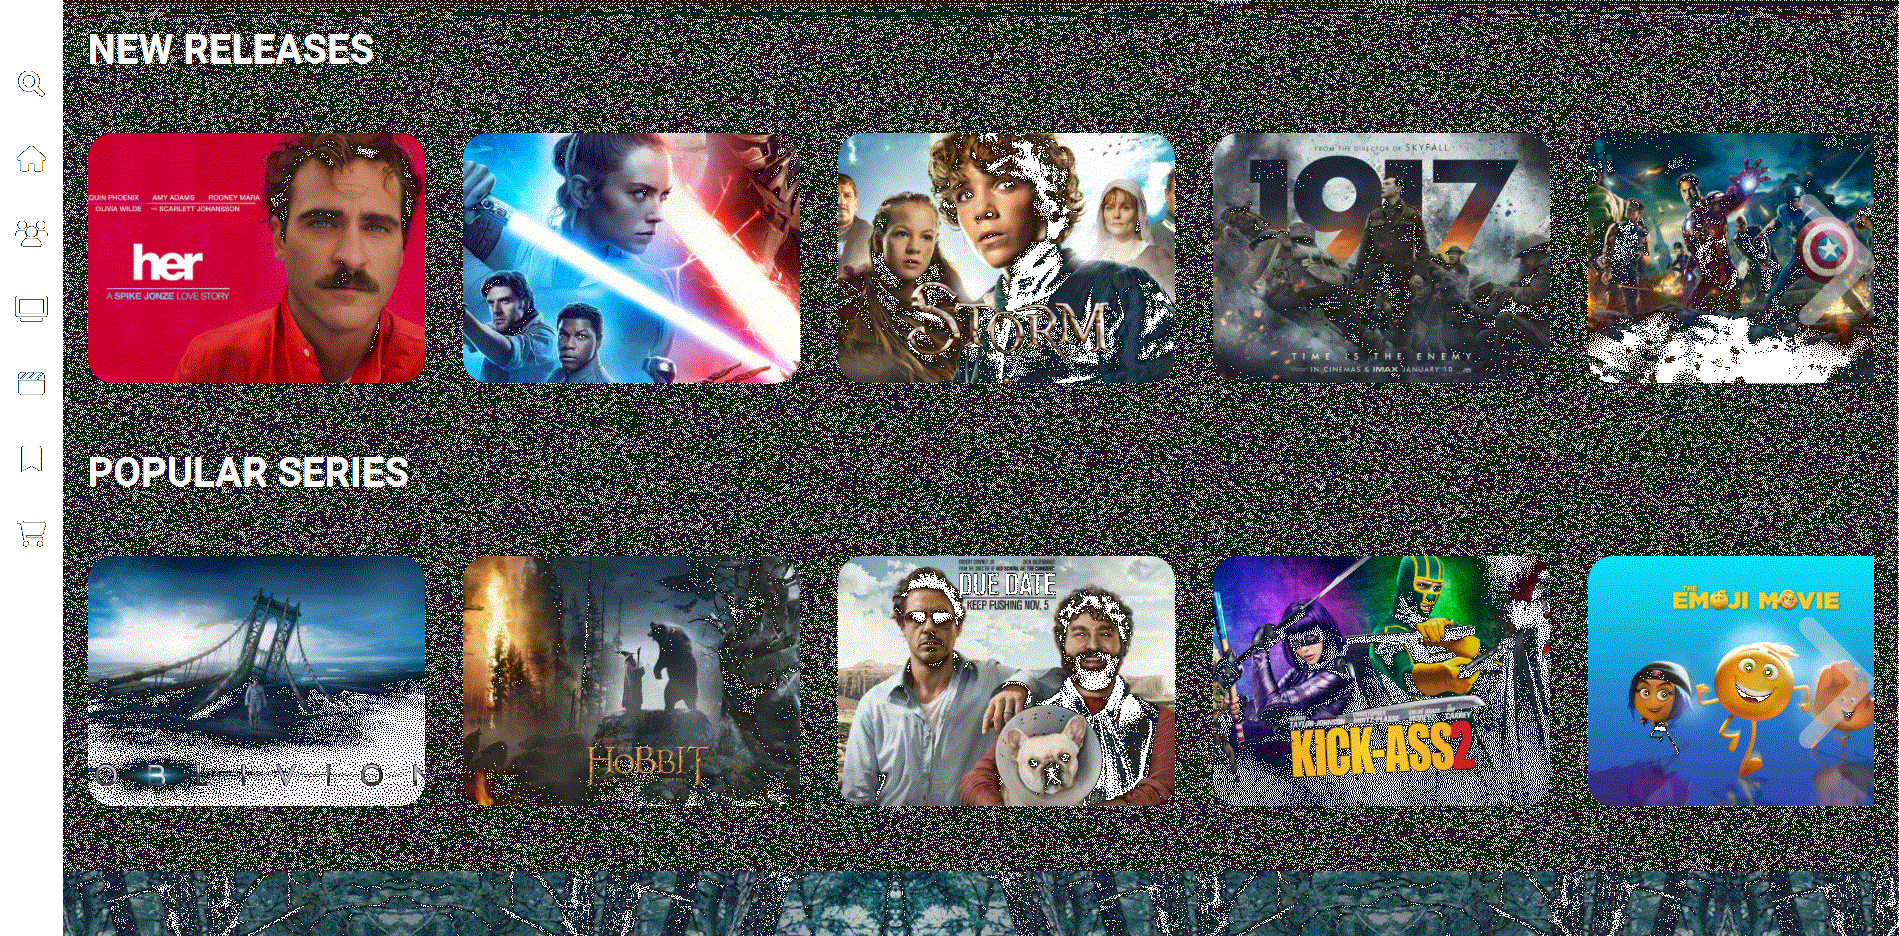 NEW RELEASES
QUIN PHOENIX AMY ADAMS ROONEY MARA
OLIVIA WILDE SCARLETT JOHANSSON
her
A SPIKE JONZE LOVE STORY
STORM
FROM THE DIRECTOR OF SKYFALL
1917
TIME IS THE ENEMY
IN CINEMAS & IMAX JANUARY 10
POPULAR SERIES
OBLIVION
HOBBIT
DUE DATE
KEEP PUSHING NOV. 5
KICK-ASS 2
THE
EMOJI MOVIE